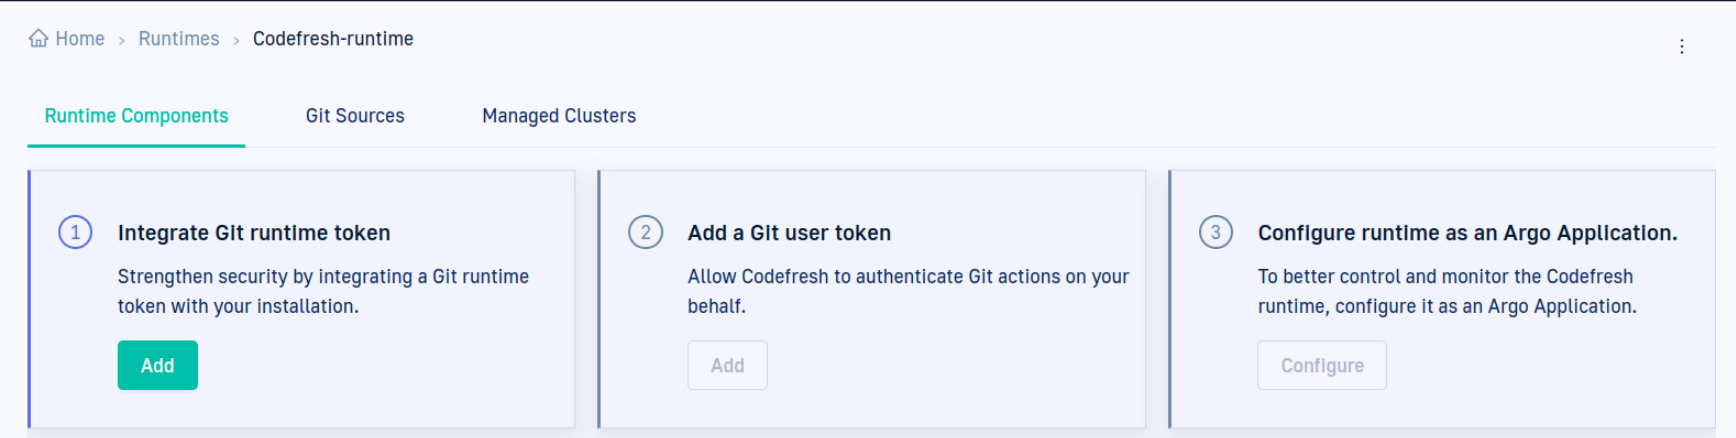 Home > Runtimes > Codefresh-runtime
Runtime Components Git Sources Managed Clusters
1 Integrate Git runtime token
Strengthen security by integrating a Git runtime
token with your installation.
Add
2 Add a Git user token
Allow Codefresh to authenticate Git actions on your
behalf.
Add
3 Configure runtime as an Argo Application.
To better control and monitor the Codefresh
runtime, configure it as an Argo Application.
Configure